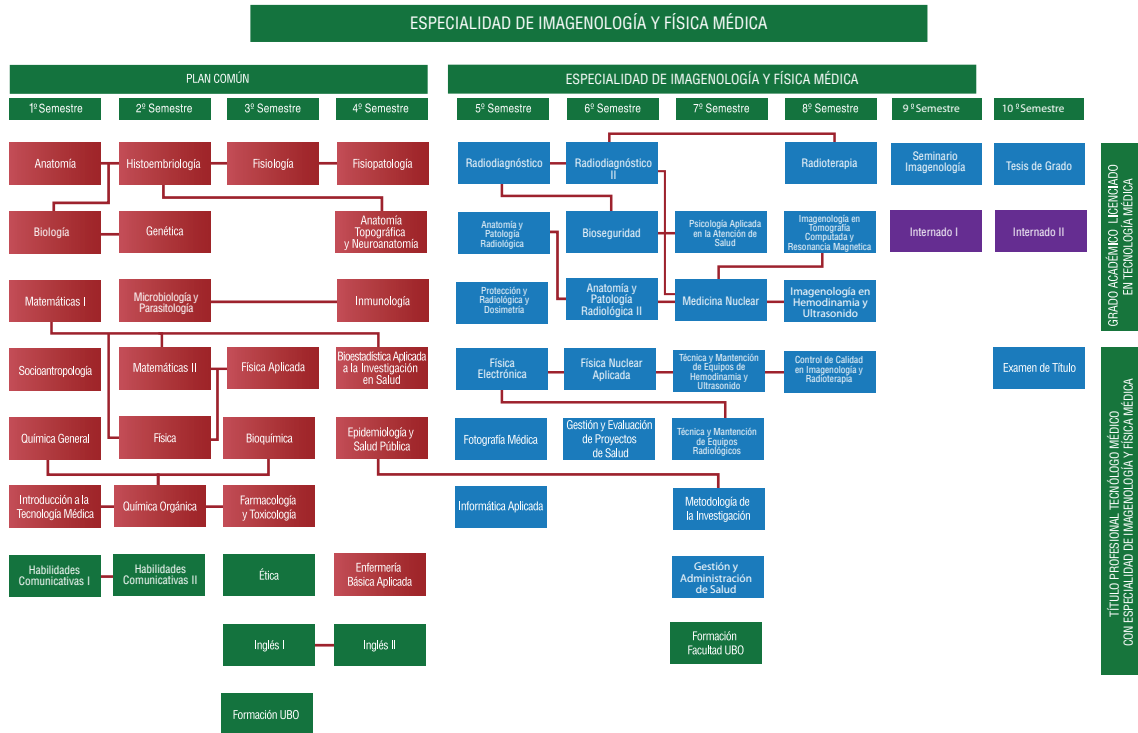 ESPECIALIDAD DE IMAGENOLOGÍA Y FÍSICA MÉDICA
PLAN COMÚN
ESPECIALIDAD DE IMAGENOLOGÍA Y FÍSICA MÉDICA
1º Semestre
2º Semestre
3º Semestre
4º Semestre
5º Semestre
6º Semestre
7º Semestre
8º Semestre
9 º Semestre
10 º Semestre
Anatomía
Histoembriología
Fisiología
Fisiopatología
Radiodiagnóstico
Radiodiagnóstico
II
Radioterapia
Seminario
Imagenología
Tesis de Grado
Biología
Genética
Anatomía
Topográfica
y Neuroanatomía
Anatomía y
Patología
Radiológica
Bioseguridad
Psicología Aplicada
en la Atención de
Salud
Imagenología en
Tomografía
Computada y
Resonancia Magnetica
Internado I
Internado II
Matemáticas I
Microbiología y
Parasitología
Inmunología
Protección y
Radiológica y
Dosimetría
Anatomía y
Patología
Radiológica II
Medicina Nuclear
Imagenología en
Hemodinamia y
Ultrasonido
Socioantropología
Matemáticas II
Física Aplicada
Bioestadística Aplicada
a la Investigación
en Salud
Física
Electrónica
Física Nuclear
Aplicada
Técnica y Mantención
de Equipos de
Hemodinamia y
Ultrasonido
Control de Calidad
en Imagenología y
Radioterapia
Examen de Título
Química General
Física
Bioquímica
Epidemiología y
Salud Pública
Fotografía Médica
Gestión y Evaluación
de Proyectos
de Salud
Técnica y Mantención
de Equipos
Radiológicos
Introducción a la
Tecnología Médica
Química Orgánica
Farmacología
y Toxicología
Informática Aplicada
Metodología de
la Investigación
Habilidades
Comunicativas I
Habilidades
Comunicativas II
Ética
Enfermería
Básica Aplicada
Gestión y
Administración
de Salud
Inglés I
Inglés II
Formación
Facultad UBO
Formación UBO
GRADO ACADÉMICO LICENCIADO
EN TECNOLOGÍA MÉDICA
TÍTULO PROFESIONAL TECNÓLOGO MÉDICO
CON ESPECIALIDAD DE IMAGENOLOGÍA Y FÍSICA MÉDICA